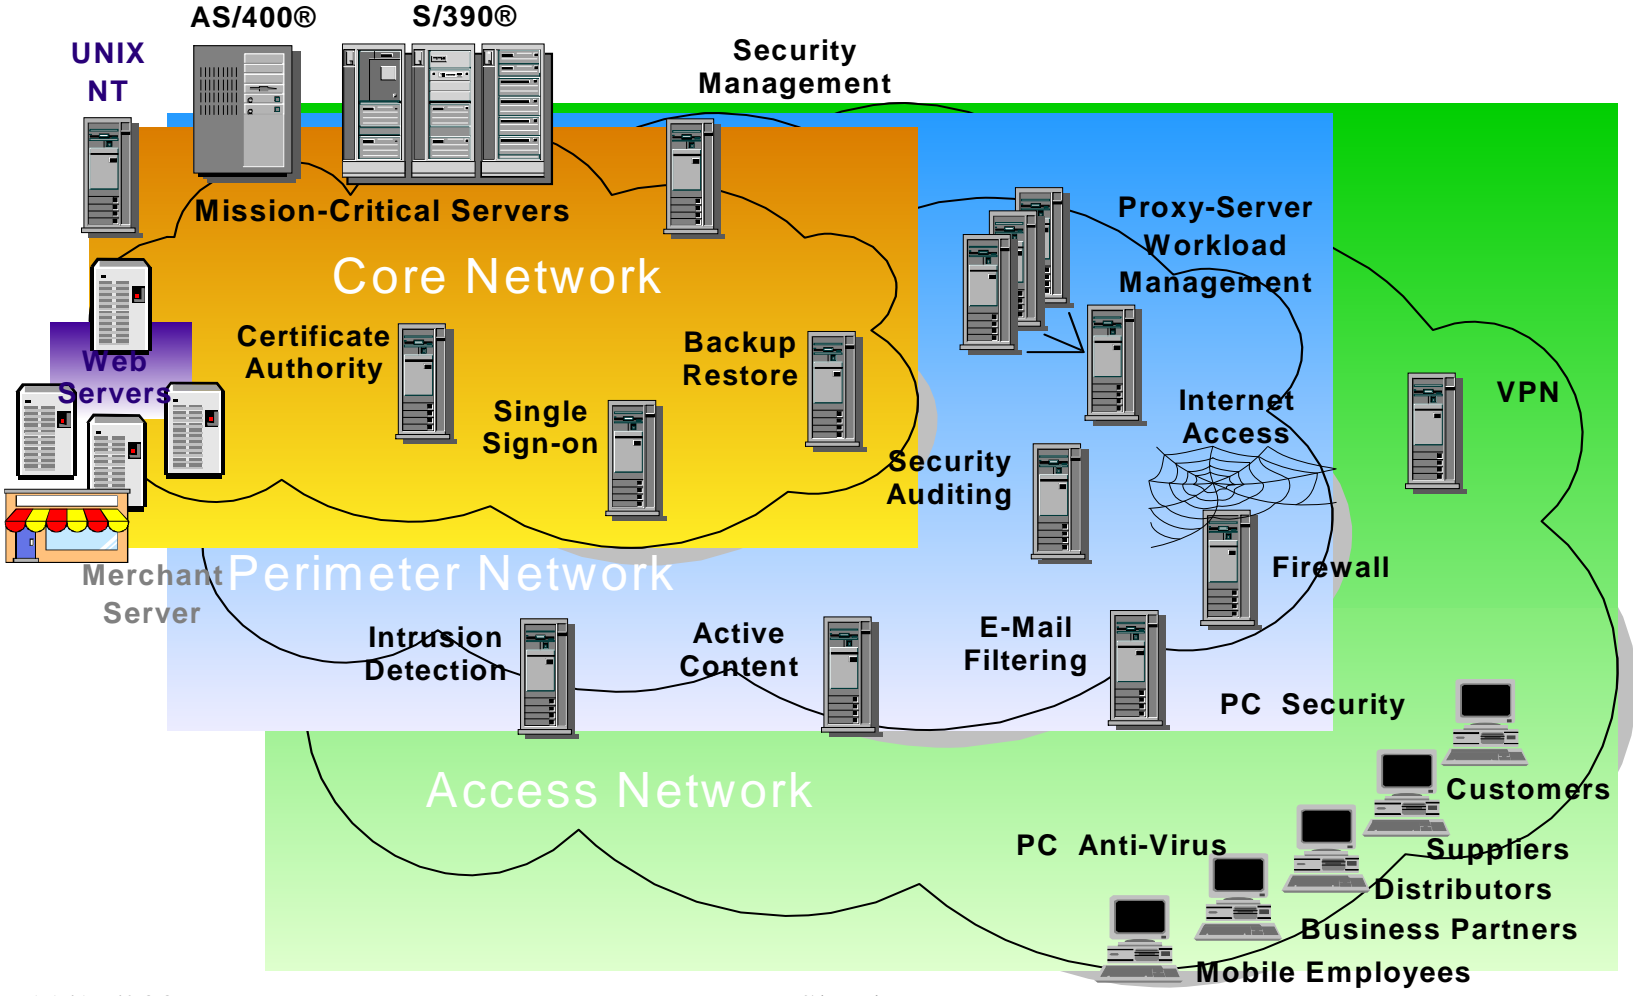 AS/400®
S/390®
UNIX
NT
Security
Management
Mission-Critical Servers
Core Network
Proxy-Server
Workload
Management
Certificate
Authority
Backup
Restore
Web
Servers
Single
Sign-on
Internet
Access
VPN
Security
Auditing
Merchant
Server
Perimeter Network
Firewall
Intrusion
Detection
Active
Content
E-Mail
Filtering
PC Security
Access Network
Customers
PC Anti-Virus
Suppliers
Distributors
Business Partners
Mobile Employees